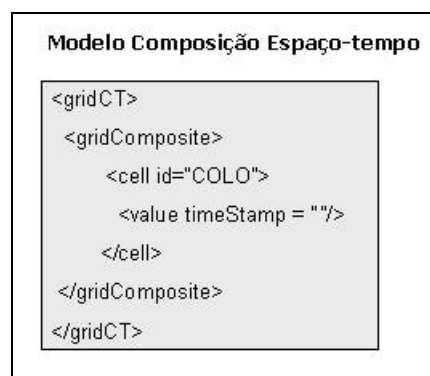 Modelo Composição Espaço-tempo
<gridCT>
<gridComposite>
<cell id="COLO">
<value timeStamp = ""/>
</cell>
</gridComposite>
</gridCT>